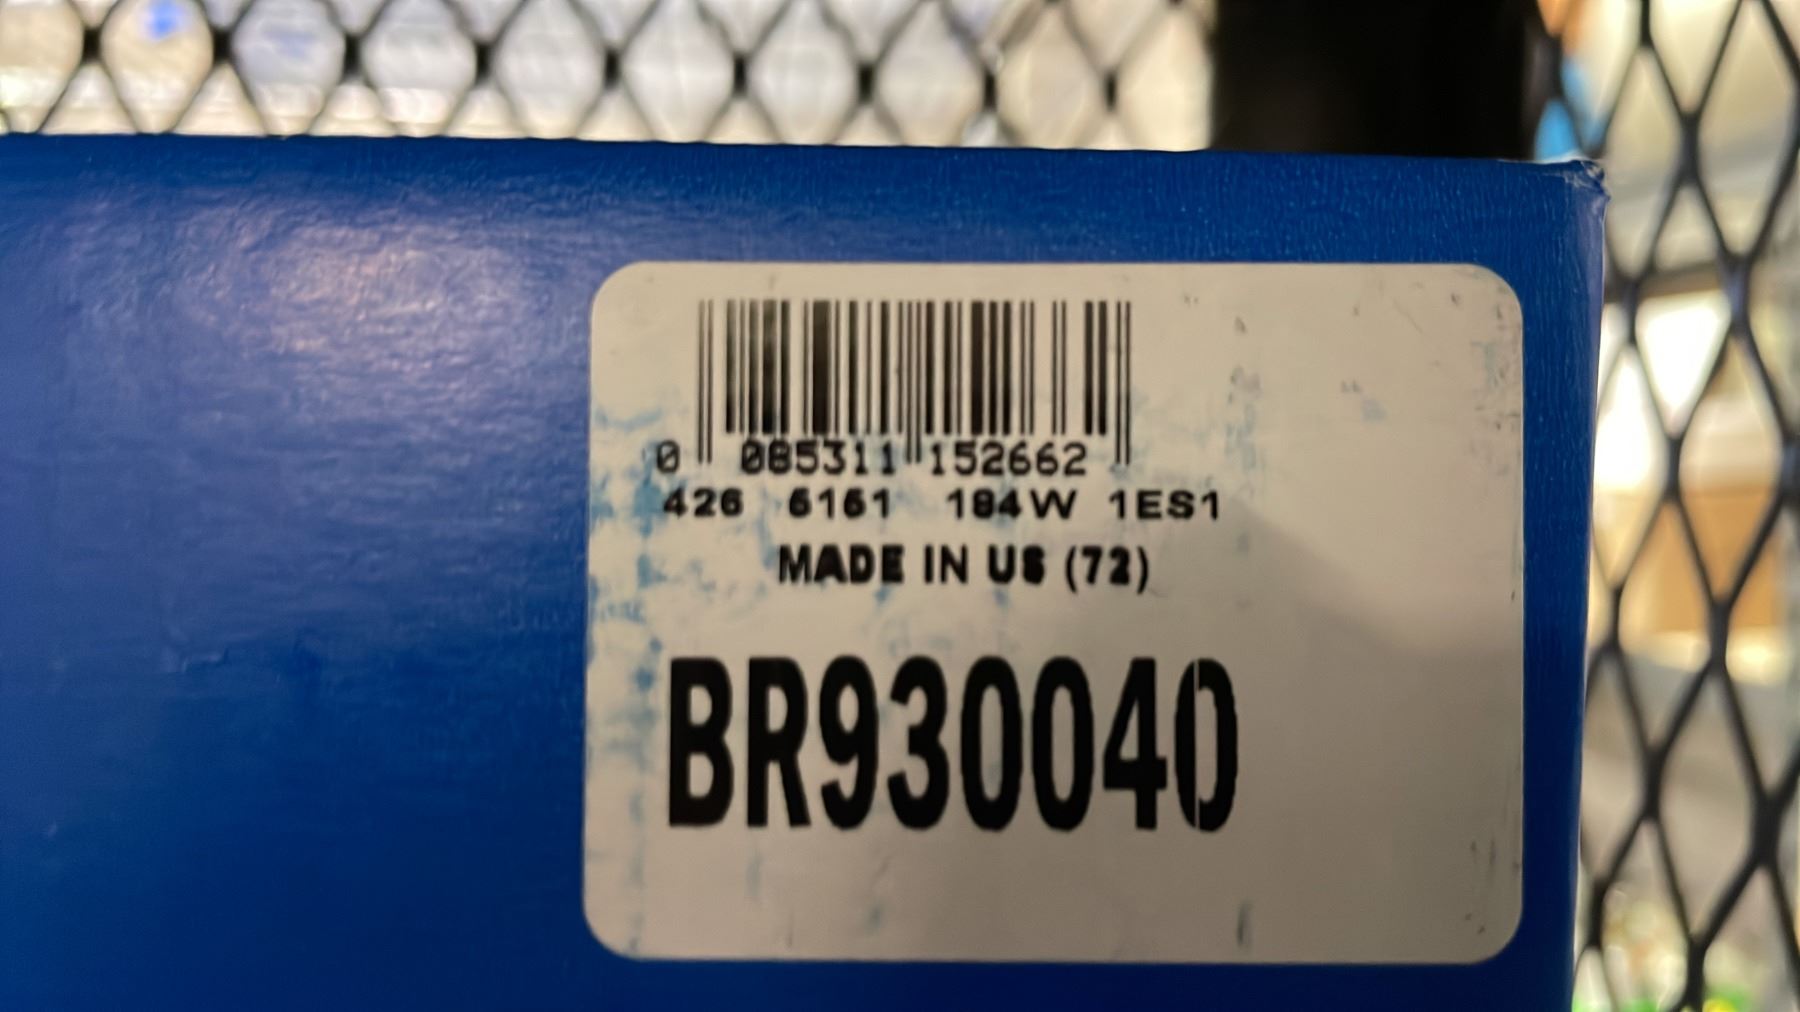 0 085311 152662
426 6161 184W 1ES1
MADE IN US (72)
BR930040